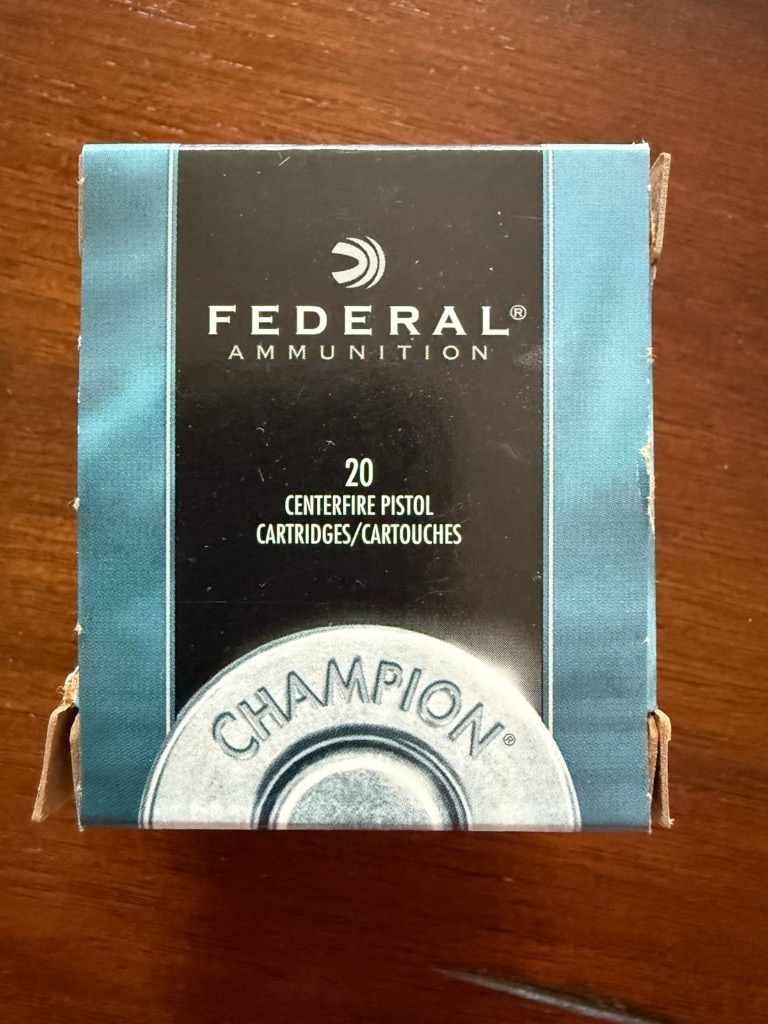 FEDERAL®
AMMUNITION
20
CENTERFIRE PISTOL
CARTRIDGES/CARTOUCHES
CHAMPION®